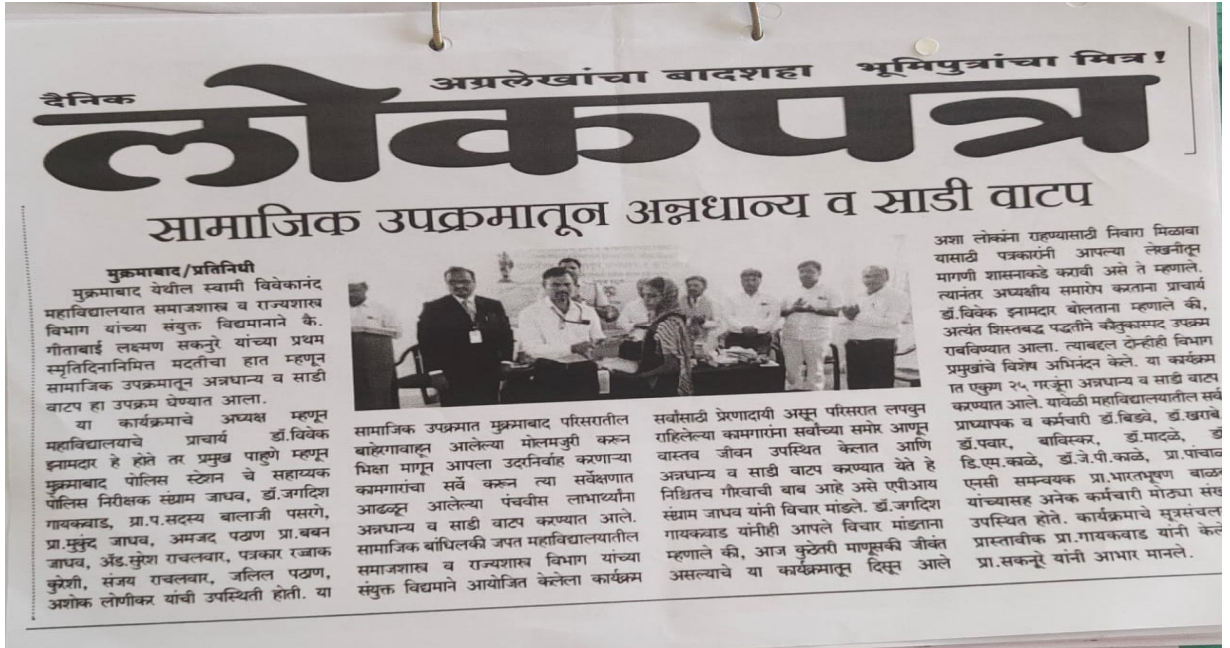 दैनिक
अग्रलेखांचा बादशहा भूमिपुत्रांचा मित्र!
लोकपत्र
सामाजिक उपक्रमातून अन्नधान्य व साडी वाटप
मुक्रमाबाद/प्रतिनिधी
मुक्रमाबाद येथील स्वामी विवेकानंद
महाविद्यालयात समाजशास्त्र व राज्यशास्त्र
विभाग यांच्या संयुक्त विद्यमानाने कै.
गीताबाई लक्ष्मण सकनुरे यांच्या प्रथम
स्मृतिदिनानिमित्त मदतीचा हात म्हणून
सामाजिक उपक्रमातून अन्नधान्य व साडी
वाटप हा उपक्रम घेण्यात आला.
या कार्यक्रमाचे अध्यक्ष म्हणून
महाविद्यालयाचे प्राचार्य डॉ.विवेक
इनामदार हे होते तर प्रमुख पाहुणे म्हणून
मुक्रमाबाद पोलिस स्टेशन चे सहाय्यक
पोलिस निरीक्षक संग्राम जाधव, डॉ.जगदिश
गायकवाड, प्रा.प.सदस्य बालाजी पसरगे,
प्रा.मुकुंद जाधव, अमजद पठाण प्रा.बबन
जाधव, ॲड.सुरेश राचलवार, पत्रकार रज्जाक
कुरेशी, संजय राचलवार, जलिल पठाण,
अशोक लोणीकर यांची उपस्थिती होती. या
सामाजिक उपक्रमात मुक्रमाबाद परिसरातील
बाहेरगावाहून आलेल्या मोलमजुरी करून
भिक्षा मागून आपला उदरनिर्वाह करणाऱ्या
कामगारांचा सर्वे करून त्या सर्वेक्षणात
आढळून आलेल्या पंचवीस लाभार्थ्यांना
अन्नधान्य व साडी वाटप करण्यात आले.
सामाजिक बांधिलकी जपत महाविद्यालयातील
समाजशास्त्र व राज्यशास्त्र विभाग यांच्या
संयुक्त विद्यमाने आयोजित केलेला कार्यक्रम
सर्वांसाठी प्रेरणादायी असून परिसरात लपवुन
राहिलेल्या कामगारांना सर्वांच्या समोर आणून
वास्तव जीवन उपस्थित केलात आणि
अन्नधान्य व साडी वाटप करण्यात येते हे
निश्चितच गौरवाची बाब आहे असे एपीआय
संग्राम जाधव यांनी विचार मांडले. डॉ.जगदिश
गायकवाड यांनीही आपले विचार मांडताना
म्हणाले की, आज कुठेतरी माणूसकी जीवंत
असल्याचे या कार्यक्रमातून दिसून आले
अशा लोकांना राहण्यासाठी निवारा मिळावा
यासाठी पत्रकारांनी आपल्या लेखनीतून
मागणी शासनाकडे करावी असे ते म्हणाले.
त्यानंतर अध्यक्षीय समारोप करताना प्राचार्य
डॉ.विवेक इनामदार बोलताना म्हणाले की,
अत्यंत शिस्तबद्ध पद्धतीने कौतुकास्पद उपक्रम
राबविण्यात आला. त्याबद्दल दोन्हीही विभाग
प्रमुखांचे विशेष अभिनंदन केले. या कार्यक्रम
ात एकुण २५ गरजूंना अन्नधान्य व साडी वाटप
करण्यात आले. यावेळी महाविद्यालयातील सर्व
प्राध्यापक व कर्मचारी डॉ.बिडवे, डॉ.खराबे
डॉ.पवार, बाविस्कर, डॉ.मादळे,
डि.एम.काळे, डॉ.जे.पी.काळे,
एनसी समन्वयक प्रा.भारतभूषण
यांच्यासह अनेक कर्मचारी मोठ्या
उपस्थित होते. कार्यक्रमाचे
प्रास्तावीक प्रा.गायकवाड यांनी
प्रा.सकनूरे यांनी आभार मानले.